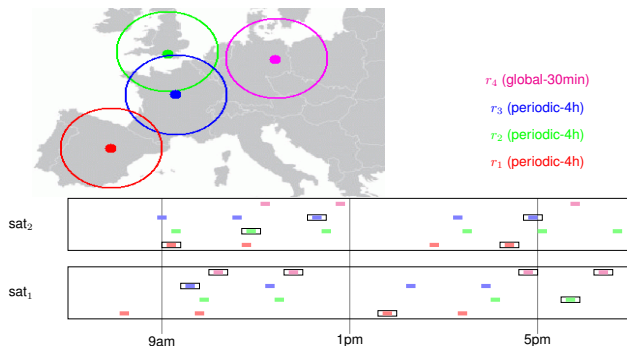 r₄ (global-30min)
r₃ (periodic-4h)
r₂ (periodic-4h)
r₁ (periodic-4h)
sat₂
sat₁
9am 1pm 5pm